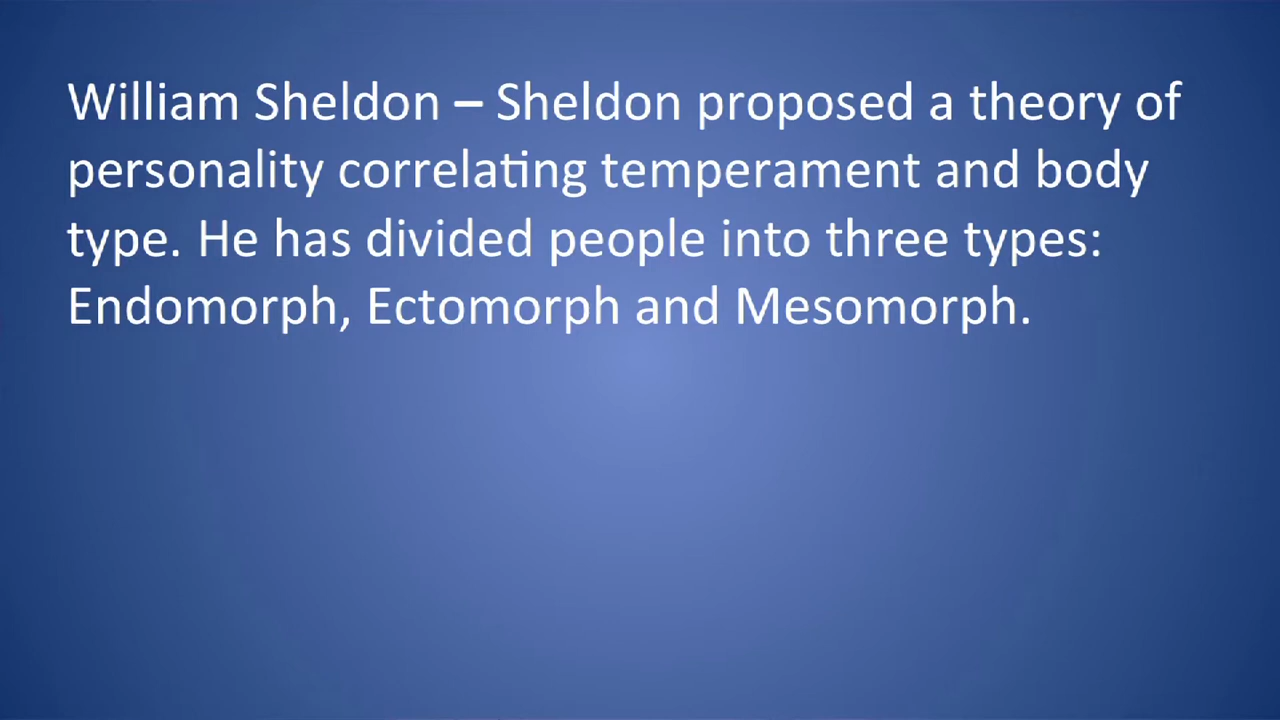 William Sheldon – Sheldon proposed a theory of
personality correlating temperament and body
type. He has divided people into three types:
Endomorph, Ectomorph and Mesomorph.